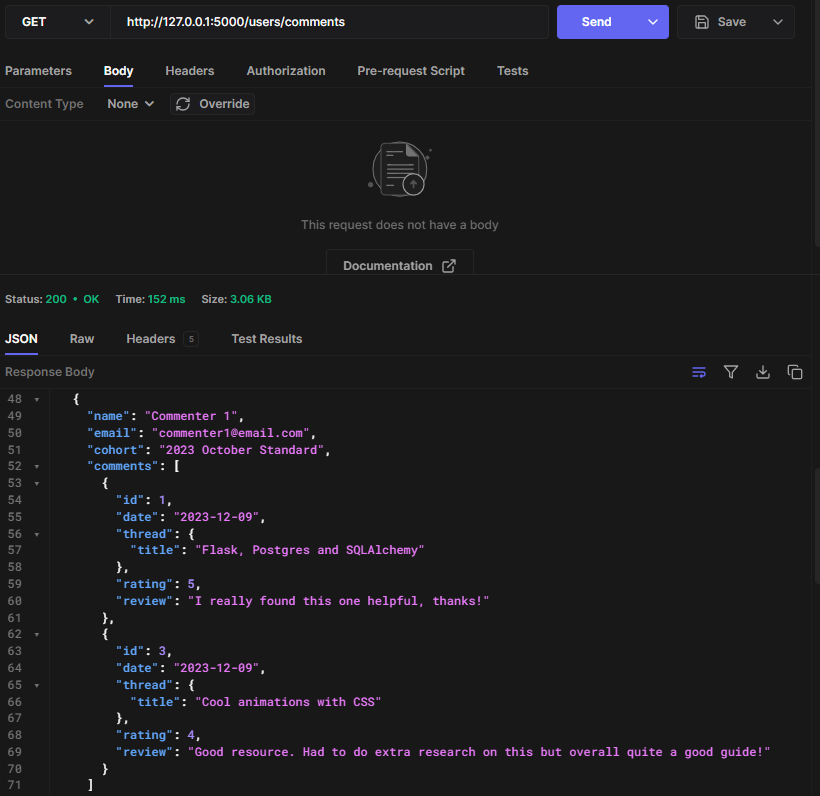 GET http://127.0.0.1:5000/users/comments Send Save
Parameters Body Headers Authorization Pre-request Script Tests
Content Type None Override
This request does not have a body
Documentation
Status: 200 • OK Time: 152 ms Size: 3.06 KB
JSON Raw Headers 5 Test Results
Response Body
48 {
49 "name": "Commenter 1",
50 "email": "commenter1@email.com",
51 "cohort": "2023 October Standard",
52 "comments": [
53 {
54 "id": 1,
55 "date": "2023-12-09",
56 "thread": {
57 "title": "Flask, Postgres and SQLAlchemy"
58 },
59 "rating": 5,
60 "review": "I really found this one helpful, thanks!"
61 },
62 {
63 "id": 3,
64 "date": "2023-12-09",
65 "thread": {
66 "title": "Cool animations with CSS"
67 },
68 "rating": 4,
69 "review": "Good resource. Had to do extra research on this but overall quite a good guide!"
70 }
71 ]